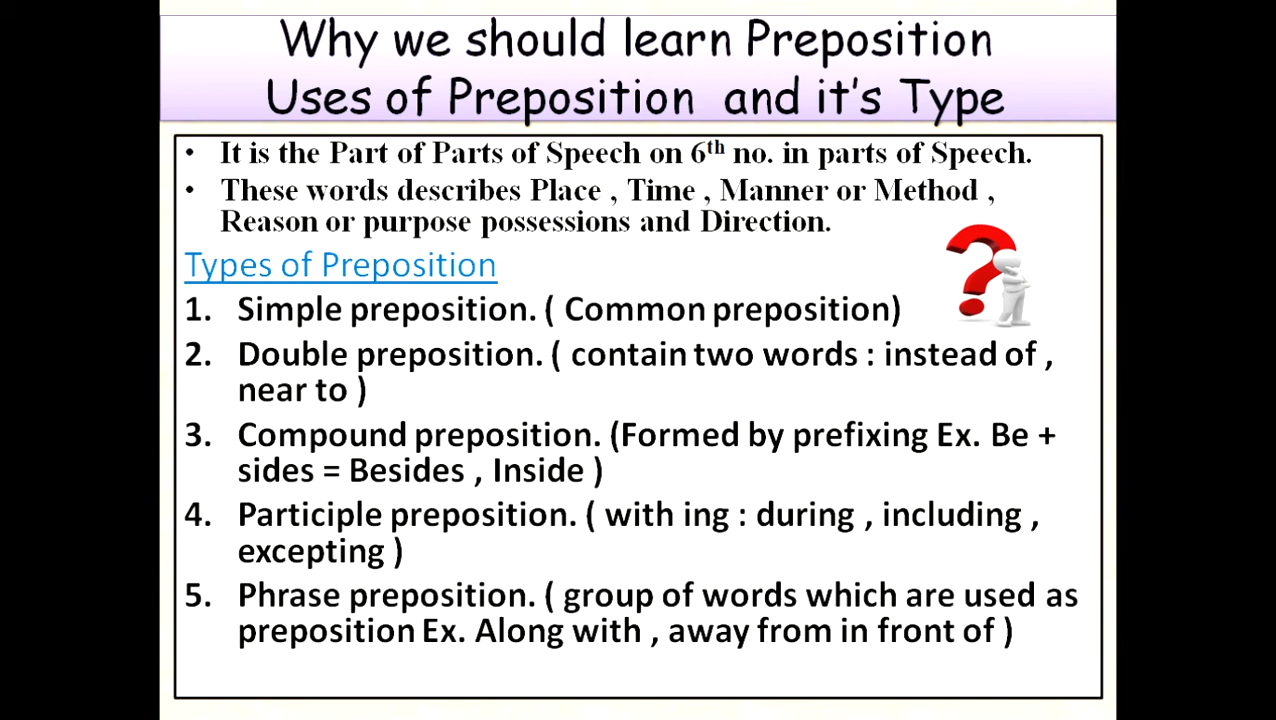 Why we should learn Preposition
Uses of Preposition and it's Type
• It is the Part of Parts of Speech on 6th no. in parts of Speech.
• These words describes Place , Time , Manner or Method ,
Reason or purpose possessions and Direction.
Types of Preposition
1. Simple preposition. ( Common preposition)
2. Double preposition. ( contain two words : instead of ,
near to )
3. Compound preposition. (Formed by prefixing Ex. Be +
sides = Besides , Inside )
4. Participle preposition. ( with ing : during , including ,
excepting )
5. Phrase preposition. ( group of words which are used as
preposition Ex. Along with , away from in front of )